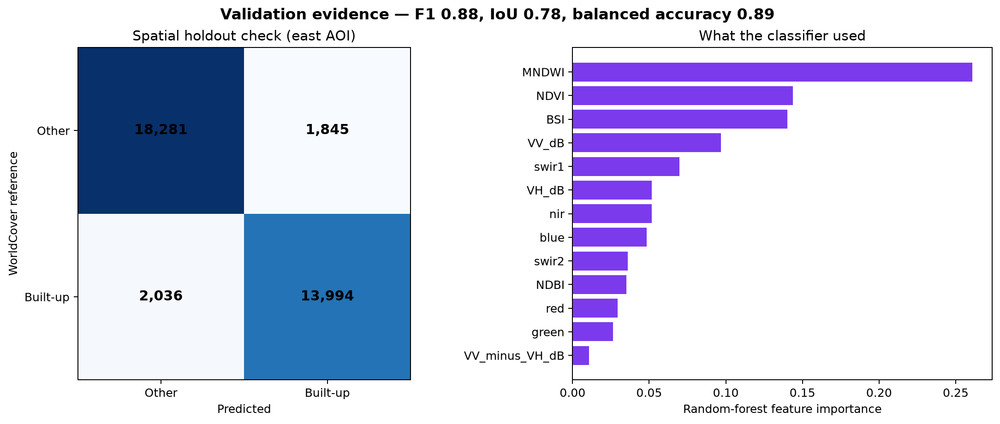 Validation evidence — F1 0.88, IoU 0.78, balanced accuracy 0.89
Spatial holdout check (east AOI)
WorldCover reference
Other
18,281
1,845
Built-up
2,036
13,994
Other
Built-up
Predicted
What the classifier used
MNDWI
NDVI
BSI
VV_dB
swir1
VH_dB
nir
blue
swir2
NDBI
red
green
VV_minus_VH_dB
0.00
0.05
0.10
0.15
0.20
0.25
Random-forest feature importance